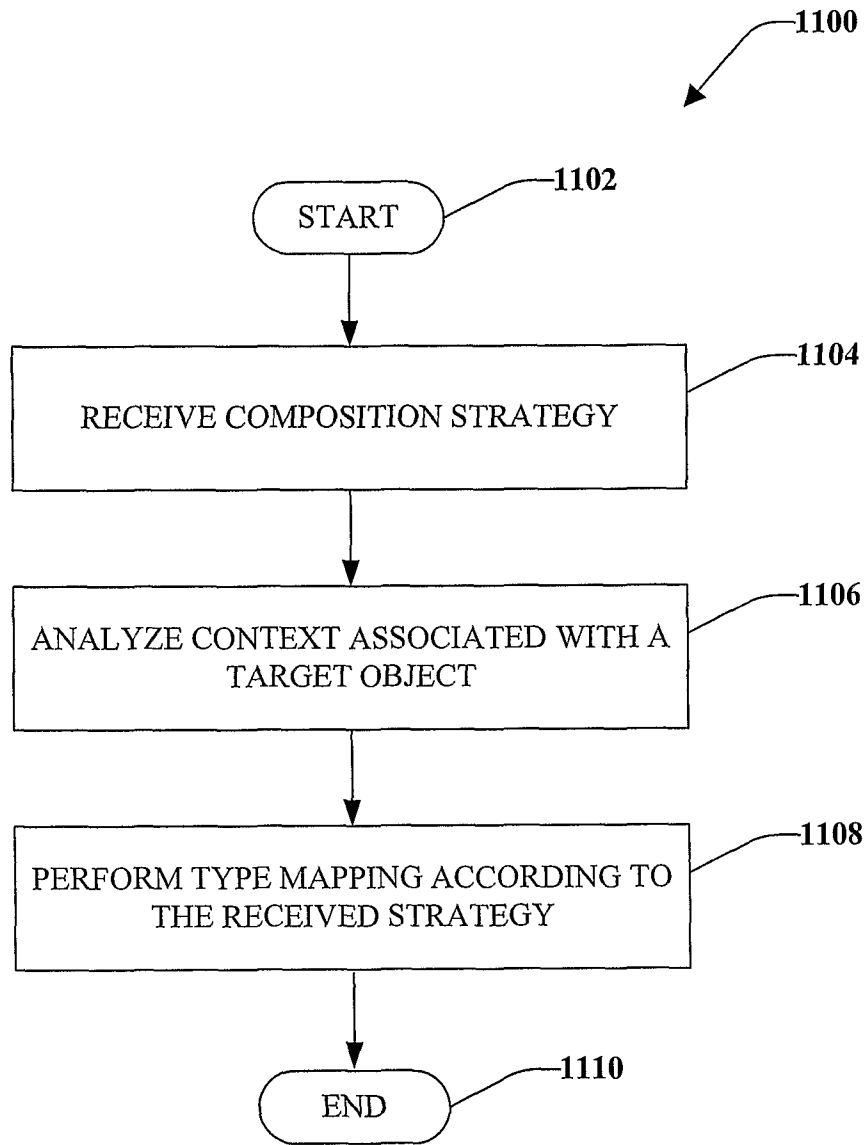 1100
START
1102
RECEIVE COMPOSITION STRATEGY
1104
ANALYZE CONTEXT ASSOCIATED WITH A
TARGET OBJECT
1106
PERFORM TYPE MAPPING ACCORDING TO
THE RECEIVED STRATEGY
1108
END
1110